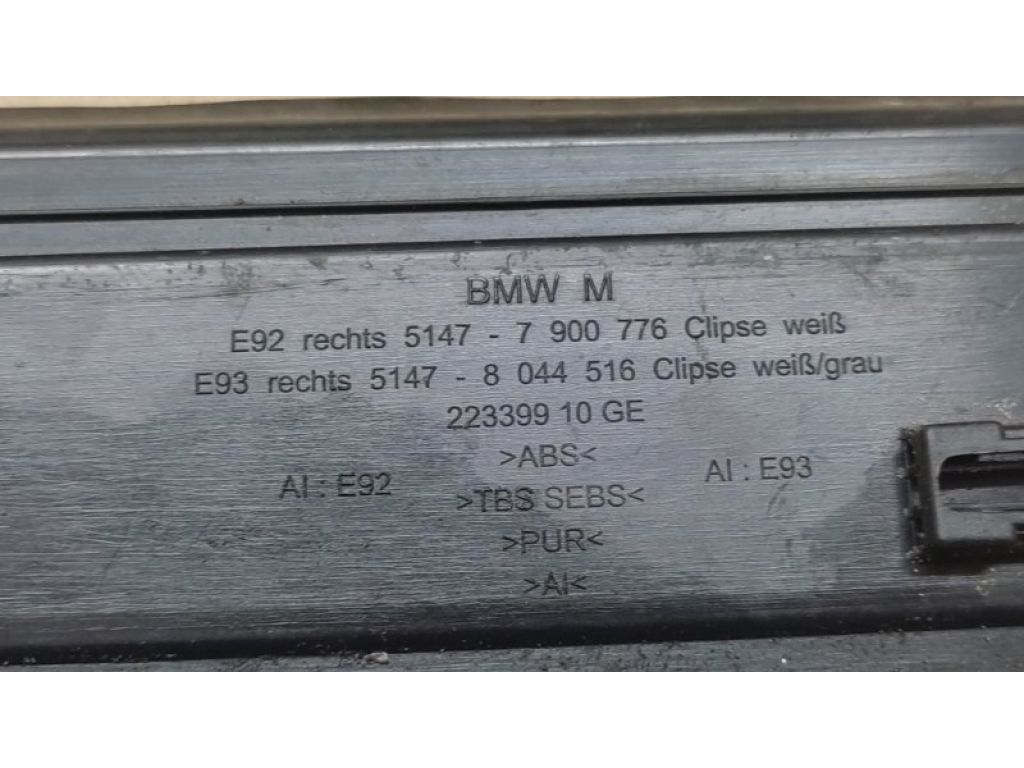 BMW M
E92 rechts 5147 - 7 900 776 Clipse weiß
E93 rechts 5147 - 8 044 516 Clipse weiß/grau
223399 10 GE
>ABS<
AI : E92
AI : E93
>TBS SEBS<
>PUR<
>AI<